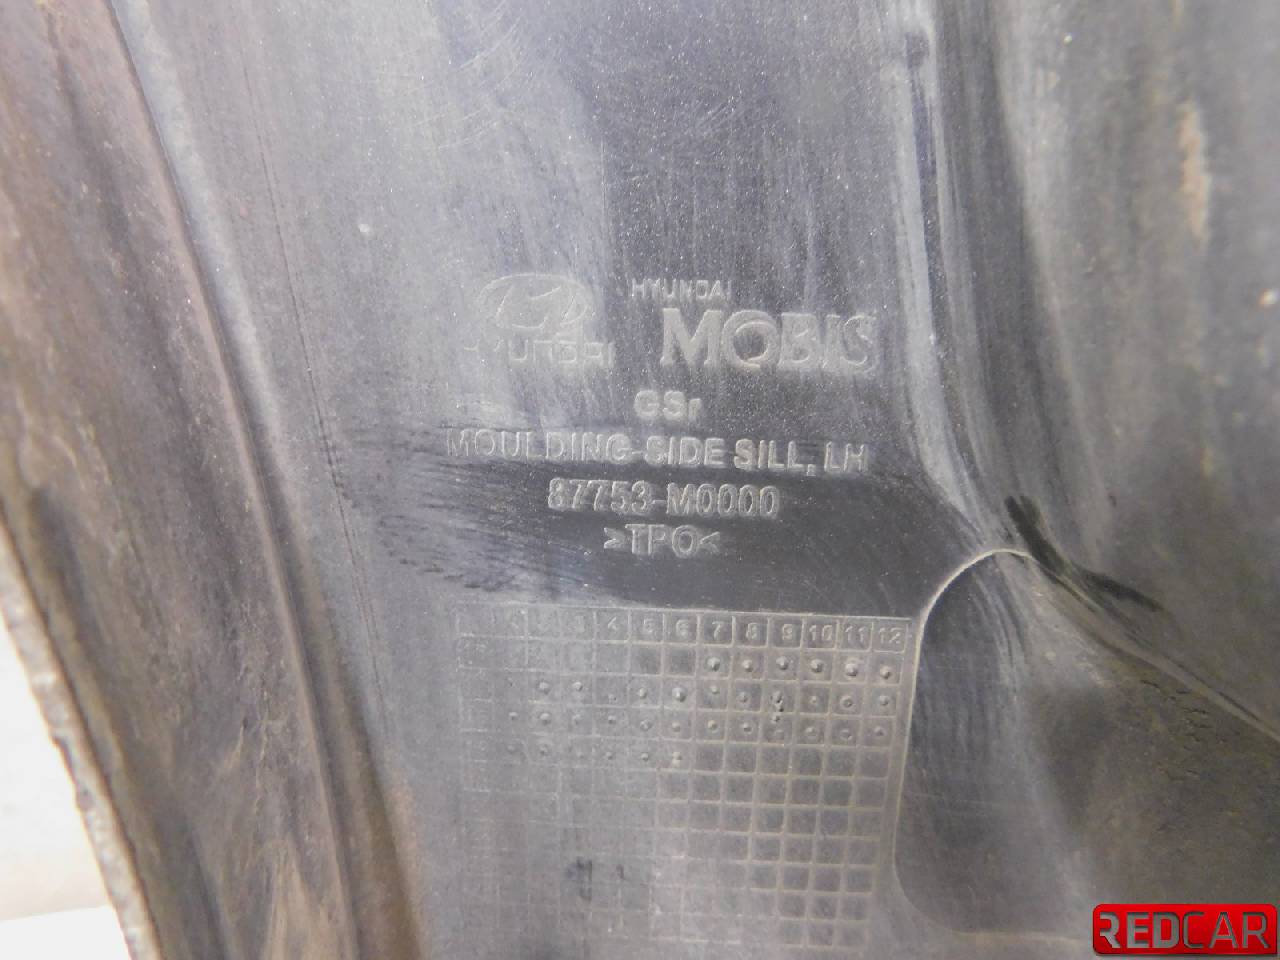 HYUNDAI
HYUNDAI MOBIS
GSr
MOULDING-SIDE SILL, LH
87753-M0000
>TPO<
4 5 6 7 8 9 10 11 12
REDCAR